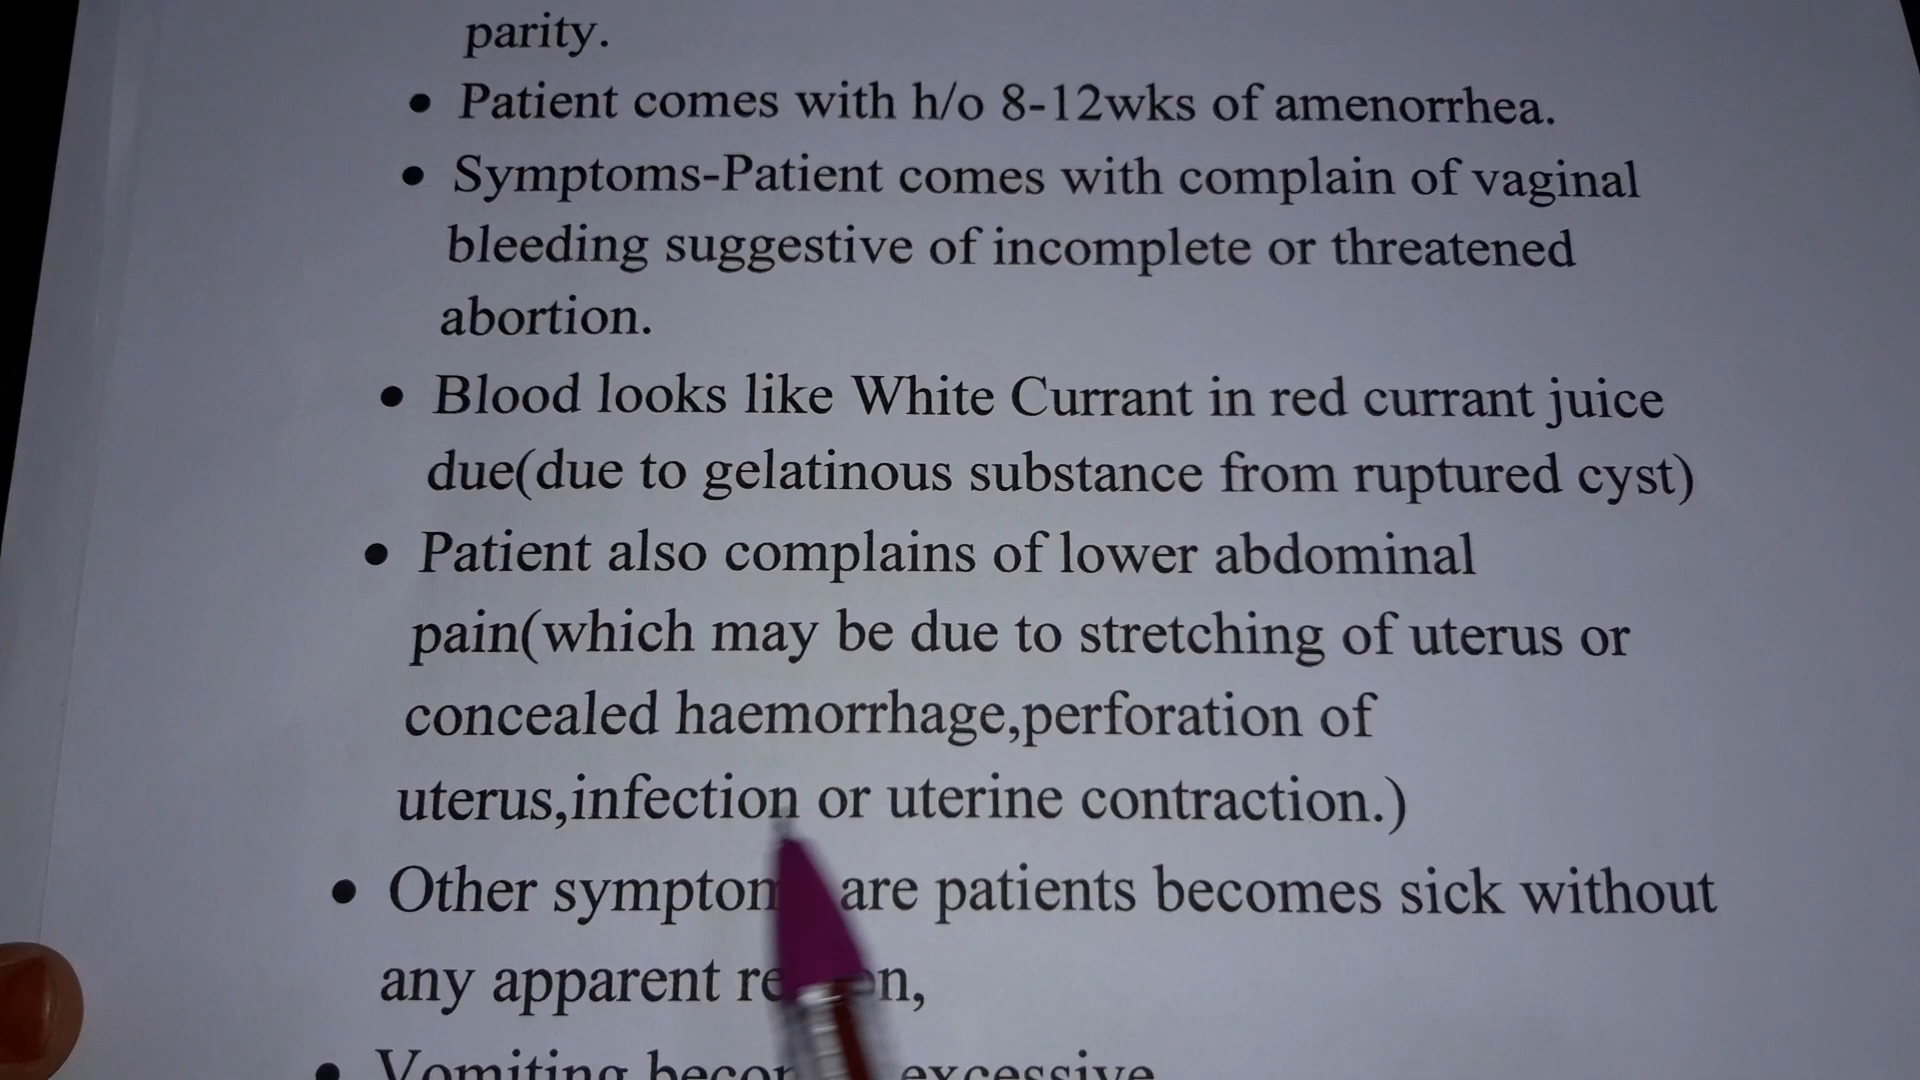 parity.
• Patient comes with h/o 8-12wks of amenorrhea.
• Symptoms-Patient comes with complain of vaginal
bleeding suggestive of incomplete or threatened
abortion.
• Blood looks like White Currant in red currant juice
due(due to gelatinous substance from ruptured cyst)
• Patient also complains of lower abdominal
pain(which may be due to stretching of uterus or
concealed haemorrhage,perforation of
uterus,infection or uterine contraction.)
• Other are patients becomes sick without
any apparent
• Vomiting excessive